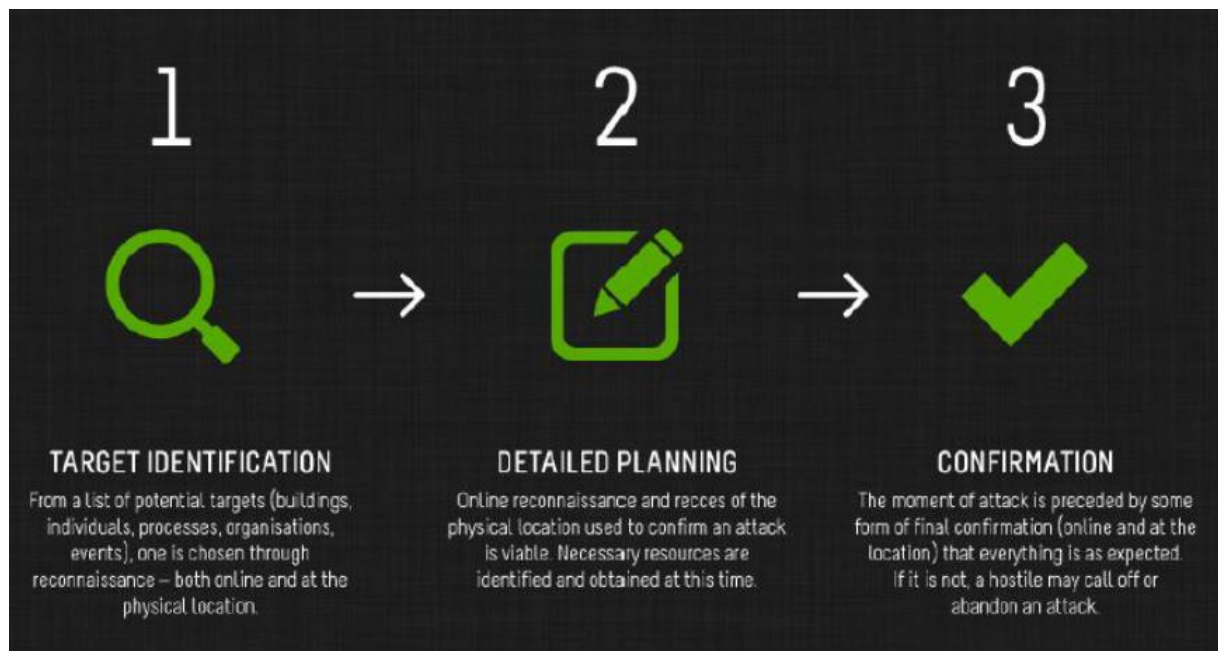 1
2
3
TARGET IDENTIFICATION
From a list of potential targets (buildings,
individuals, processes, organisations,
events), one is chosen through
reconnaissance – both online and at the
physical location.
DETAILED PLANNING
Online reconnaissance and recces of the
physical location used to confirm an attack
is viable. Necessary resources are
identified and obtained at this time.
CONFIRMATION
The moment of attack is preceded by some
form of final confirmation (online and at the
location) that everything is as expected.
If it is not, a hostile may call off or
abandon an attack.